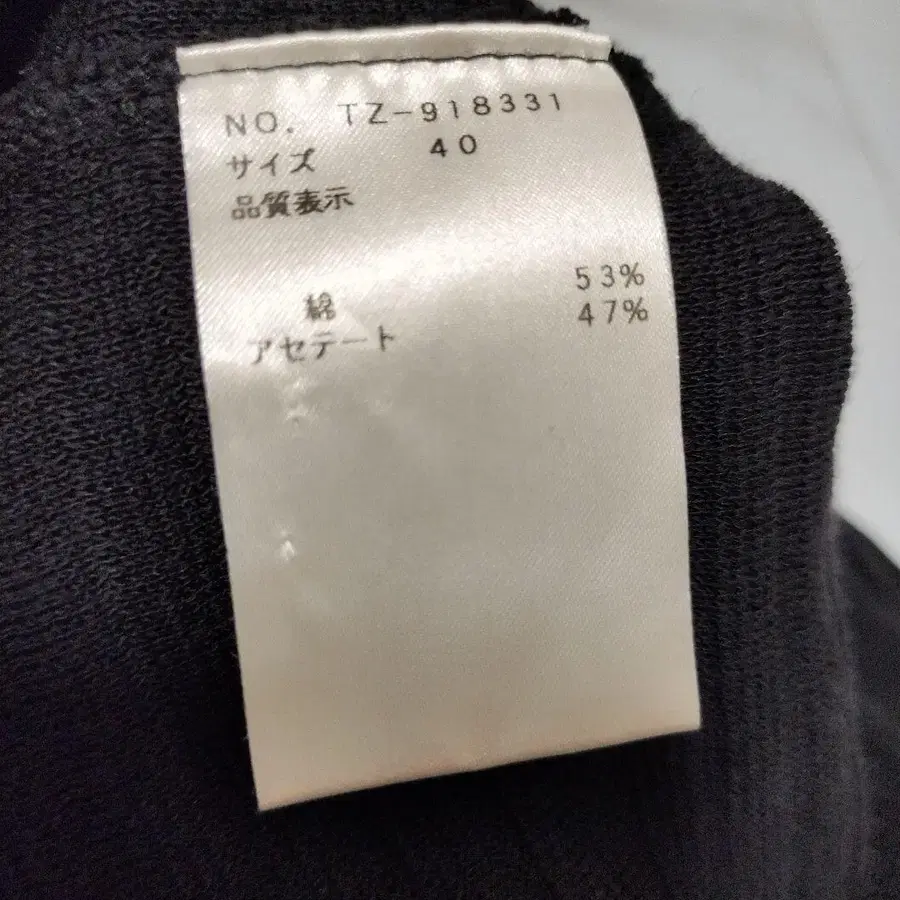 NO. TZ-918331
サイズ 40
品質表示
綿 53%
アセテート 47%